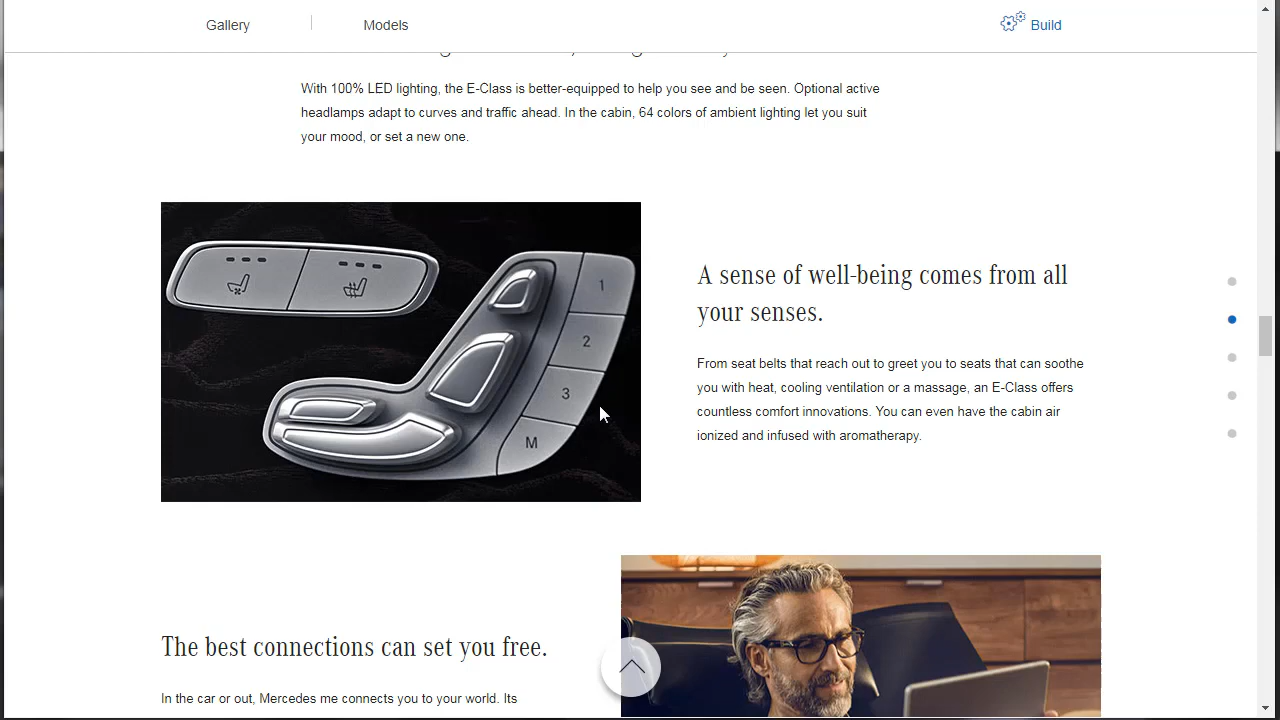 Gallery
Models
Build
With 100% LED lighting, the E-Class is better-equipped to help you see and be seen. Optional active
headlamps adapt to curves and traffic ahead. In the cabin, 64 colors of ambient lighting let you suit
your mood, or set a new one.
1
2
3
M
A sense of well-being comes from all
your senses.
From seat belts that reach out to greet you to seats that can soothe
you with heat, cooling ventilation or a massage, an E-Class offers
countless comfort innovations. You can even have the cabin air
ionized and infused with aromatherapy.
The best connections can set you free.
In the car or out, Mercedes me connects you to your world. Its